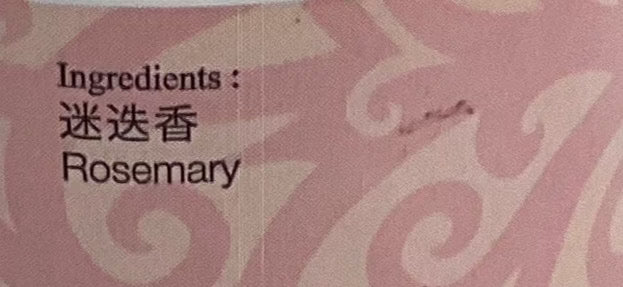 Ingredients :
迷迭香
Rosemary